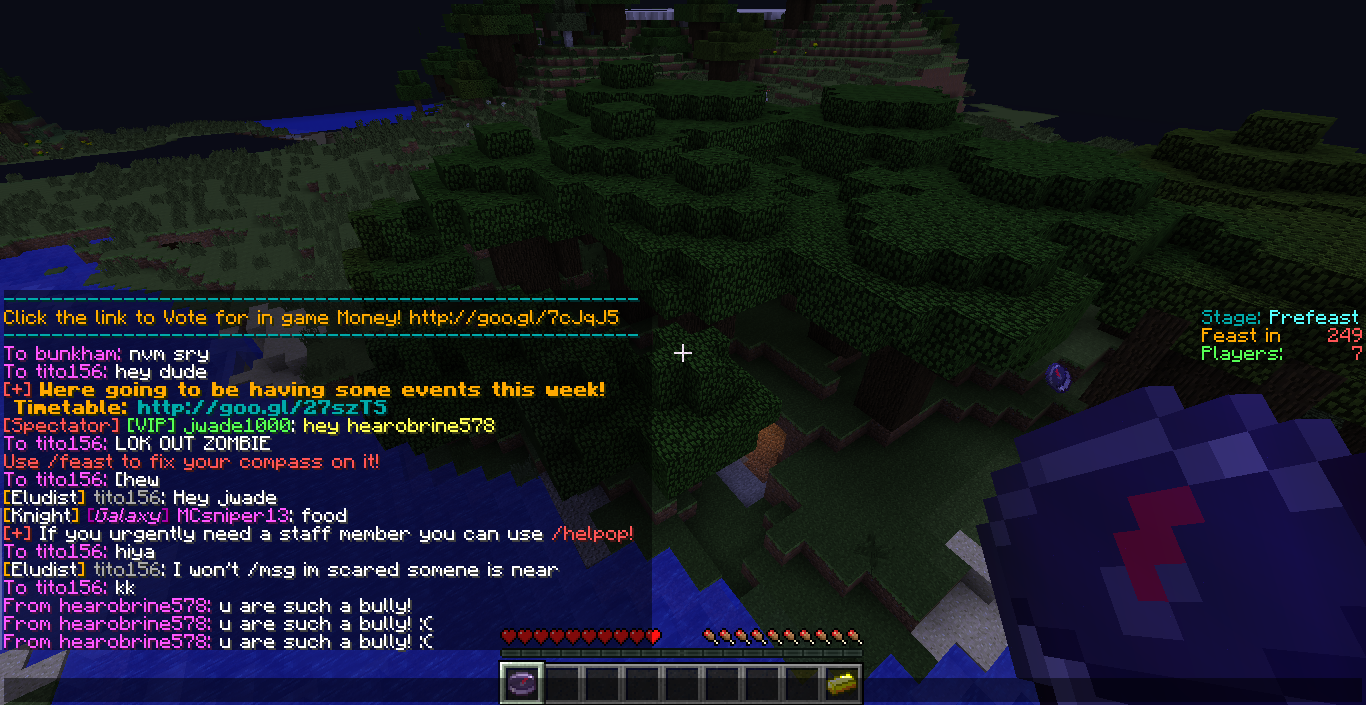 Click the link to Vote for in game Money! http://goo.gl/7cJqJ5
To bunkham: nvm sry
To tito156: hey dude
[+] Were going to be having some events this week!
Timetable: http://goo.gl/27szT5
[Spectator] [VIP] jwade1000: hey hearobrine578
To tito156: LOK OUT ZOMBIE
Use /feast to fix your compass on it!
To tito156: [hew
[Eludist] tito156: Hey jwade
[Knight] [Galaxy] MCsniper13: food
[+] If you urgently need a staff member you can use /helpop!
To tito156: hiya
[Eludist] tito156: I won't /msg im scared somene is near
To tito156: kk
From hearobrine578: u are such a bully!
From hearobrine578: u are such a bully! :C
From hearobrine578: u are such a bully! :C
Stage: Prefeast
Feast in 249
Players: 7